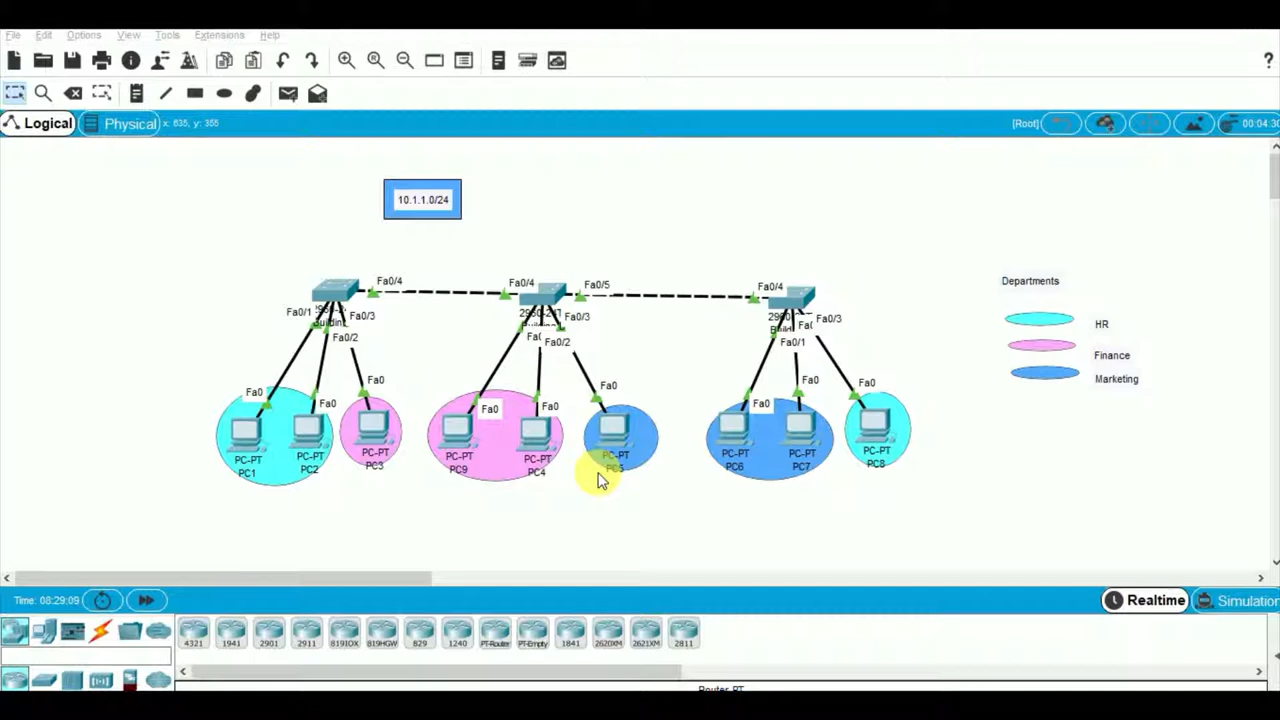 File Edit Options View Tools Extensions Help
?
Logical Physical x: 635, y: 355 [Root] 00:04:30
10.1.1.0/24
Fa0/4 Fa0/4 Fa0/5 Fa0/4
Departments
Fa0/1 Fa0/3 Fa0/3 Fa0/3
HR
Fa0/2 Fa0/2 Fa0/1
Finance
Marketing
Fa0 Fa0 Fa0 Fa0 Fa0 Fa0 Fa0 Fa0 Fa0
PC-PT PC-PT PC-PT PC-PT PC-PT PC-PT PC-PT PC-PT PC-PT
PC1 PC2 PC3 PC9 PC4 PC5 PC6 PC7 PC8
Time: 08:29:09 Realtime Simulation
4321 1941 2901 2911 819IOX 819HGW 829 1240 PT-Router PT-Empty 1841 2620XM 2621XM 2811
Router-PT